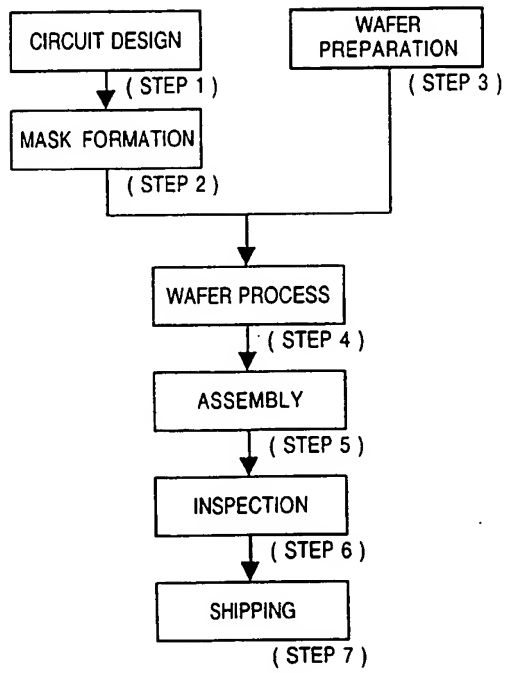 CIRCUIT DESIGN
( STEP 1 )
MASK FORMATION
( STEP 2 )
WAFER
PREPARATION
( STEP 3 )
WAFER PROCESS
( STEP 4 )
ASSEMBLY
( STEP 5 )
INSPECTION
( STEP 6 )
SHIPPING
( STEP 7 )